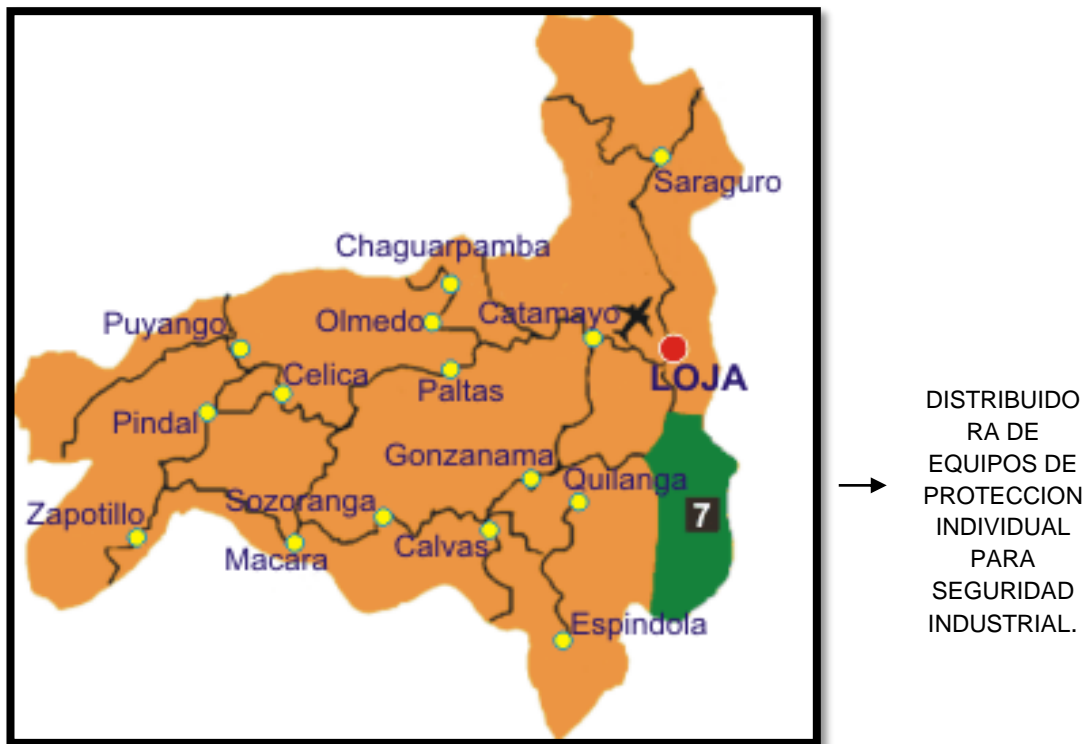 Saraguro
Chaguarpamba
Catamayo
Olmedo
Puyango
LOJA
Celica
Paltas
Pindal
Gonzanama
Quilanga
Sozoranga
Zapotillo
7
Calvas
Macara
Espindola
DISTRIBUIDO
RA DE
EQUIPOS DE
PROTECCION
INDIVIDUAL
PARA
SEGURIDAD
INDUSTRIAL.